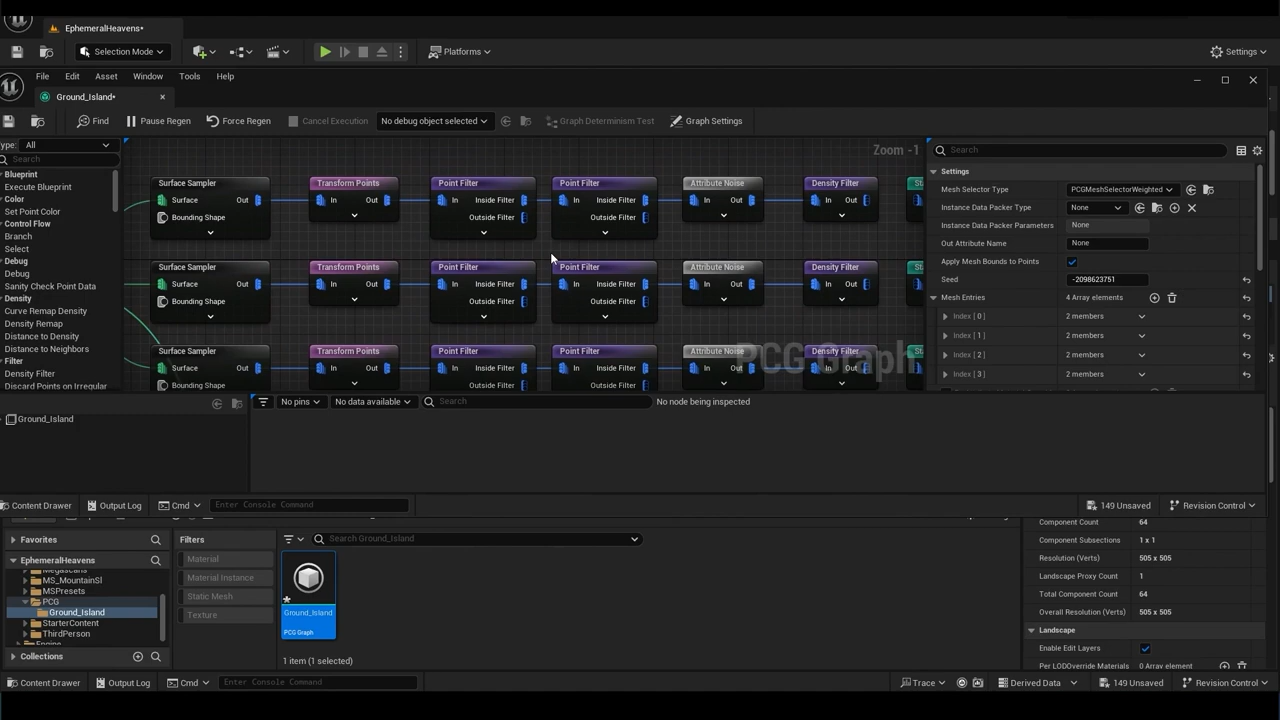 EphemeralHeavens*
Selection Mode
Platforms
Settings
File Edit Asset Window Tools Help
Ground_Island*
Find Pause Regen Force Regen Cancel Execution No debug object selected Graph Determinism Test Graph Settings
Type: All
Search
Blueprint
Execute Blueprint
Color
Set Point Color
Control Flow
Branch
Select
Debug
Debug
Sanity Check Point Data
Density
Curve Remap Density
Density Remap
Distance to Density
Distance to Neighbors
Filter
Density Filter
Discard Points on Irregular
Zoom -1
Surface Sampler Transform Points Point Filter Point Filter Attribute Noise Density Filter
Surface Out In Out In Inside Filter In Inside Filter In Out In Out
Bounding Shape Outside Filter Outside Filter
Surface Sampler Transform Points Point Filter Point Filter Attribute Noise Density Filter
Surface Out In Out In Inside Filter In Inside Filter In Out In Out
Bounding Shape Outside Filter Outside Filter
Surface Sampler Transform Points Point Filter Point Filter Attribute Noise Density Filter
Surface Out In Out In Inside Filter In Inside Filter In Out In Out
Bounding Shape Outside Filter Outside Filter
PCG Graph
Search
Settings
Mesh Selector Type PCGMeshSelectorWeighted
Instance Data Packer Type None
Instance Data Packer Parameters None
Out Attribute Name None
Apply Mesh Bounds to Points
Seed -2098623751
Mesh Entries 4 Array elements
Index [ 0 ] 2 members
Index [ 1 ] 2 members
Index [ 2 ] 2 members
Index [ 3 ] 2 members
No pins No data available Search No node being inspected
Ground_Island
Content Drawer Output Log Cmd Enter Console Command 149 Unsaved Revision Control
Favorites
EphemeralHeavens
Megascans
MS_MountainSl
MSPresets
PCG
Ground_Island
StarterContent
ThirdPerson
Engine
Collections
Filters
Material
Material Instance
Static Mesh
Texture
Search Ground_Island
Ground_Island
PCG Graph
1 item (1 selected)
Component Count 64
Component Subsections 1 x 1
Resolution (Verts) 505 x 505
Landscape Proxy Count 1
Total Component Count 64
Overall Resolution (Verts) 505 x 505
Landscape
Enable Edit Layers
Per LODOverride Materials 0 Array element
Content Drawer Output Log Cmd Enter Console Command Trace Derived Data 149 Unsaved Revision Control